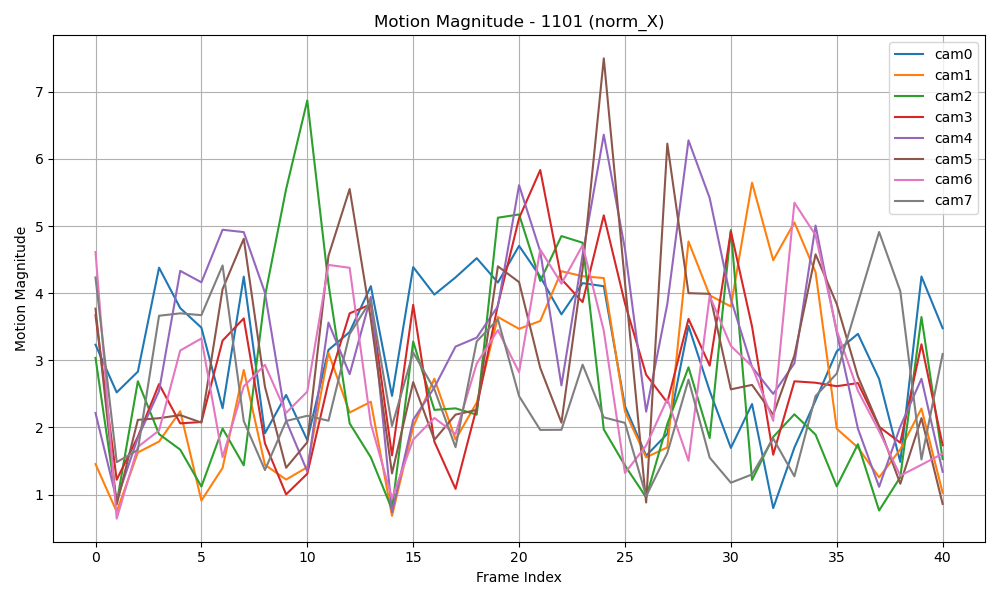 Motion Magnitude - 1101 (norm_X)
Motion Magnitude
7
6
5
4
3
2
1
0
5
10
15
20
25
30
35
40
Frame Index
cam0
cam1
cam2
cam3
cam4
cam5
cam6
cam7